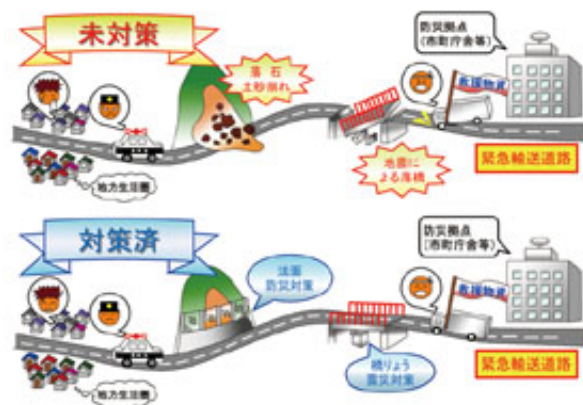 未対策
防災拠点
(市町庁舎等)
落石
土砂崩れ
救援物資
地震に
よる落橋
緊急輸送道路
地方生活圏
対策済
防災拠点
(市町庁舎等)
法面
防災対策
救援物資
橋りょう
震災対策
緊急輸送道路
地方生活圏